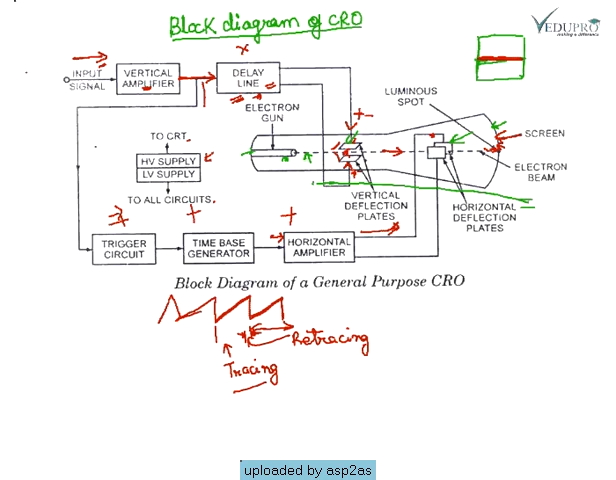 Block diagram of CRO
VEDUPRO
making a difference
INPUT
SIGNAL
VERTICAL
AMPLIFIER
DELAY
LINE
ELECTRON
GUN
LUMINOUS
SPOT
SCREEN
ELECTRON
BEAM
TO CRT.
HV SUPPLY
LV SUPPLY
TO ALL CIRCUITS.
VERTICAL
DEFLECTION
PLATES
HORIZONTAL
DEFLECTION
PLATES
TRIGGER
CIRCUIT
TIME BASE
GENERATOR
HORIZONTAL
AMPLIFIER
Block Diagram of a General Purpose CRO
Retracing
Tracing
uploaded by asp2as